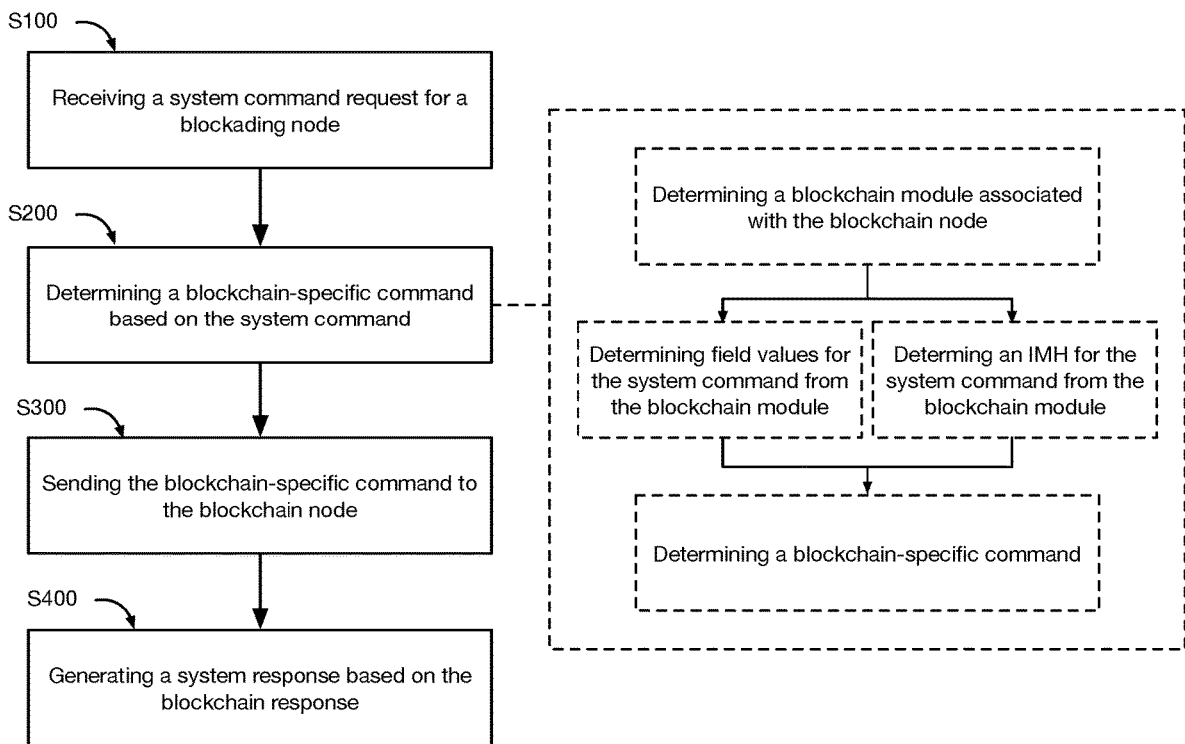 S100
Receiving a system command request for a
blockading node
S200
Determining a blockchain-specific command
based on the system command
S300
Sending the blockchain-specific command to
the blockchain node
S400
Generating a system response based on the
blockchain response
Determining a blockchain module associated
with the blockchain node
Determining field values for
the system command from
the blockchain module
Determing an IMH for the
system command from the
blockchain module
Determining a blockchain-specific command